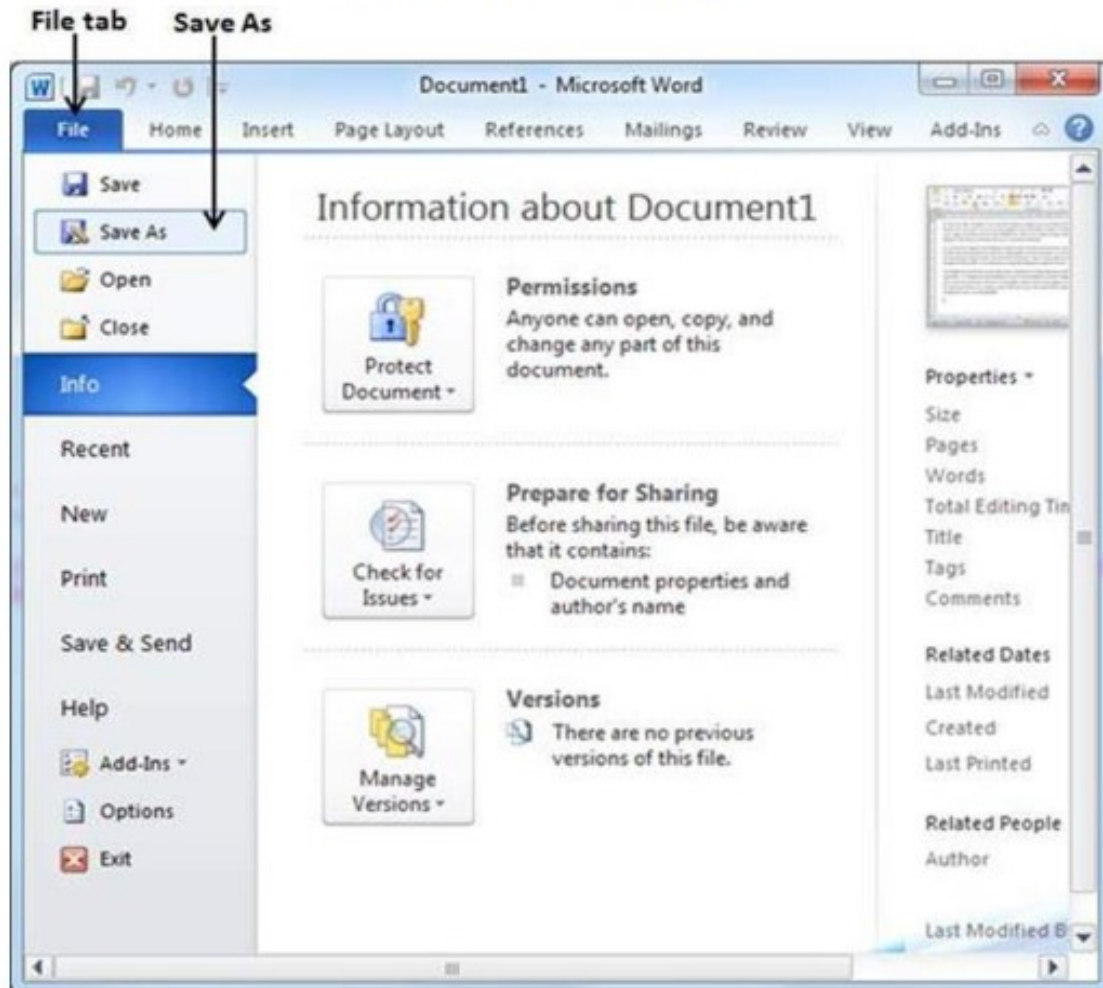 File tab
Save As
Document1 - Microsoft Word
File
Home
Insert
Page Layout
References
Mailings
Review
View
Add-Ins
Save
Save As
Open
Close
Info
Recent
New
Print
Save & Send
Help
Add-Ins
Options
Exit
Information about Document1
Protect
Document
Permissions
Anyone can open, copy, and
change any part of this
document.
Check for
Issues
Prepare for Sharing
Before sharing this file, be aware
that it contains:
Document properties and
author's name
Manage
Versions
Versions
There are no previous
versions of this file.
Properties
Size
Pages
Words
Total Editing Tim
Title
Tags
Comments
Related Dates
Last Modified
Created
Last Printed
Related People
Author
Last Modified B